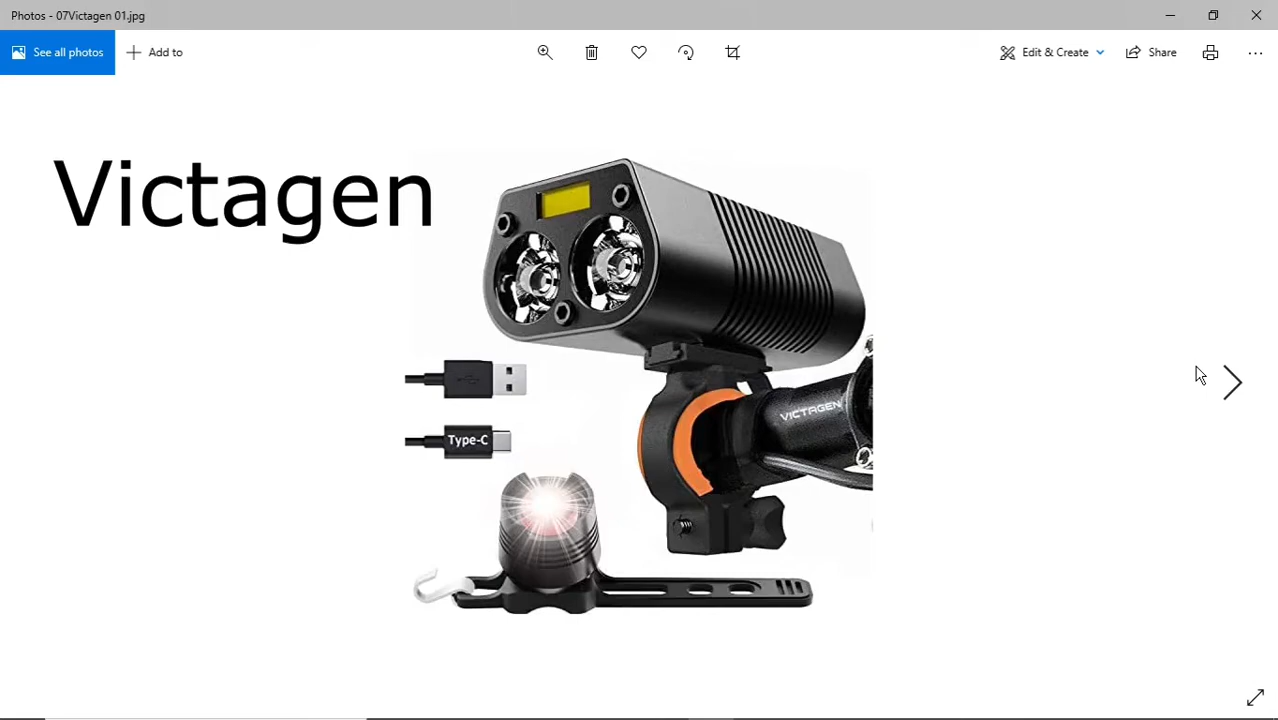 Photos - 07Victagen 01.jpg
See all photos
Add to
Edit & Create
Share
Victagen
VICTAGEN
Type-C